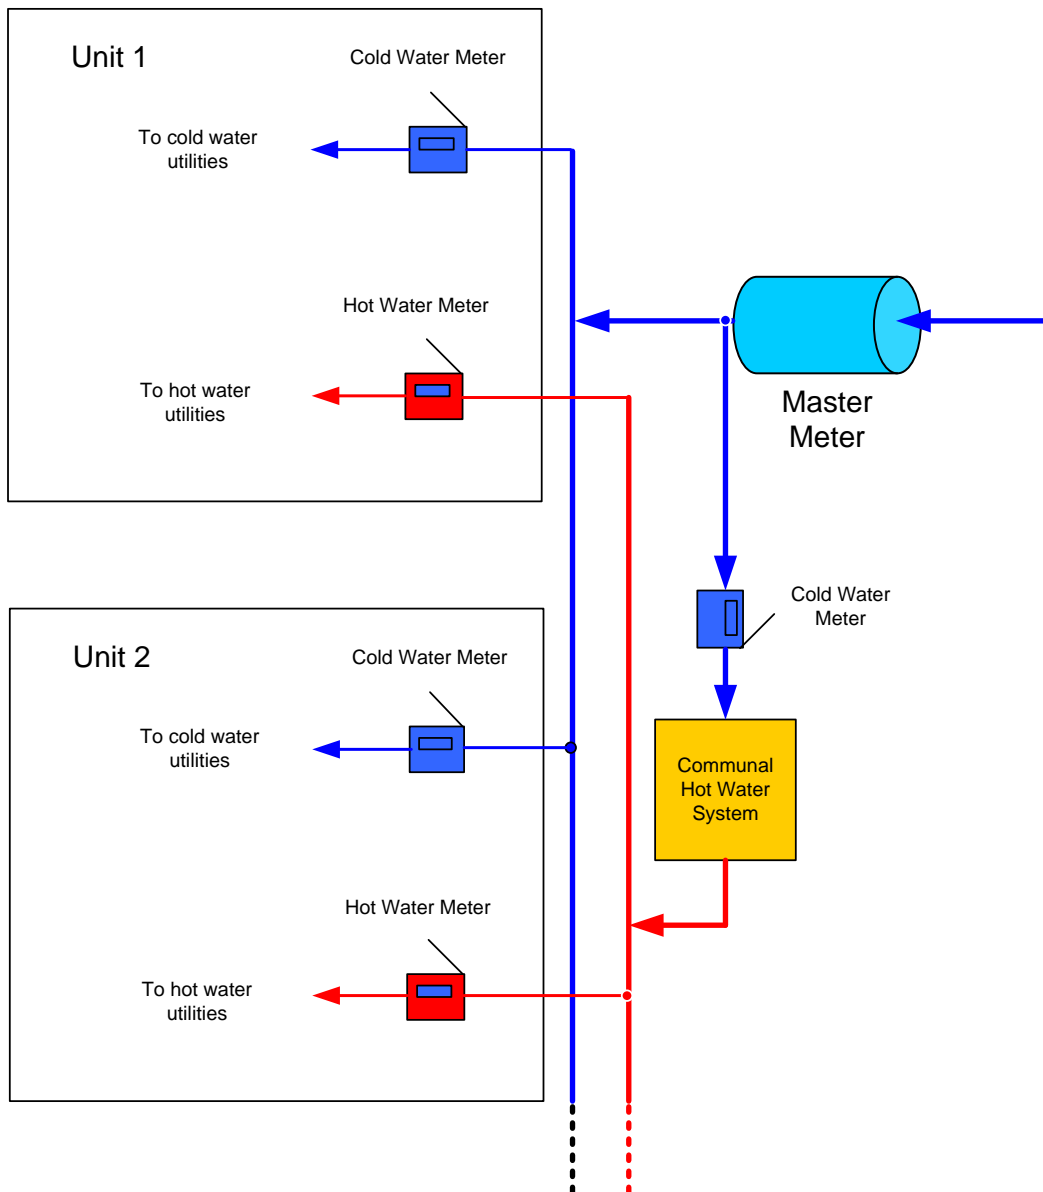 Unit 1
Cold Water Meter
To cold water
utilities
Hot Water Meter
To hot water
utilities
Master
Meter
Cold Water
Meter
Unit 2
Cold Water Meter
To cold water
utilities
Communal
Hot Water
System
Hot Water Meter
To hot water
utilities